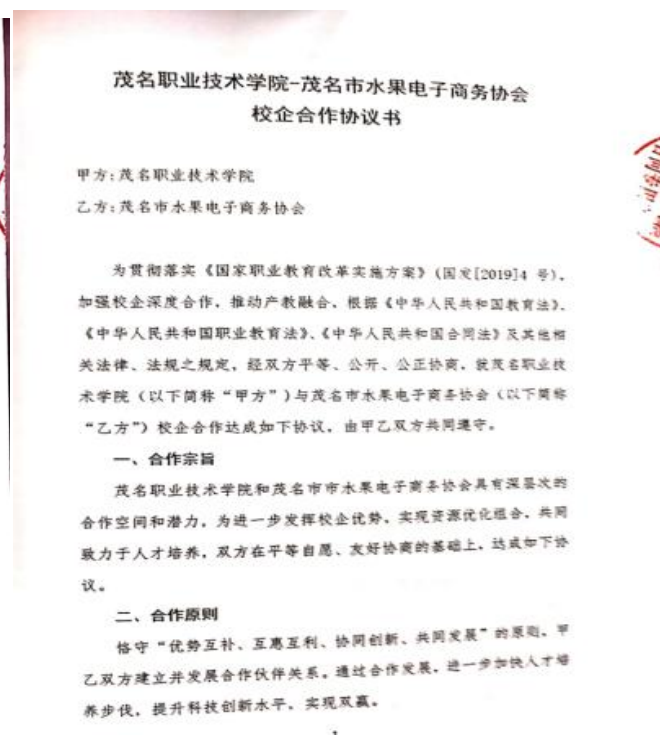 茂名职业技术学院-茂名市水果电子商务协会
校企合作协议书
甲方:茂名职业技术学院
乙方:茂名市水果电子商务协会
为贯彻落实《国家职业教育改革实施方案》(国发[2019]4 号)、
加强校企深度合作、推动产教融合、根据《中华人民共和国教育法》、
《中华人民共和国职业教育法》、《中华人民共和国合同法》及其他相
关法律、法规之规定，经双方平等、公开、公正协商，就茂名职业技
术学院（以下简称“甲方”)与茂名市水果电子商务协会（以下简称
“乙方”）校企合作达成如下协议，由甲乙双方共同遵守。
一、合作宗旨
茂名职业技术学院和茂名市市水果电子商务协会具有深层次的
合作空间和潜力，为进一步发挥校企优势、实现资源优化组合、共同
致力于人才培养，双方在平等自愿、友好协商的基础上、达成如下协
议。
二、合作原则
恪守“优势互补、互惠互利、协同创新、共同发展”的原则、甲
乙双方建立并发展合作伙伴关系。通过合作发展，进一步加快人才培
养步伐，提升科技创新水平，实现双赢。